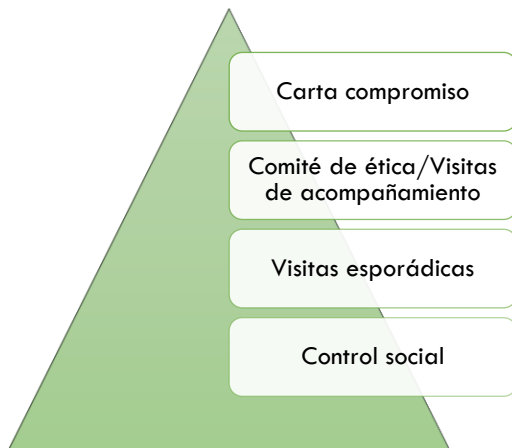 Carta compromiso
Comité de ética/Visitas
de acompañamiento
Visitas esporádicas
Control social